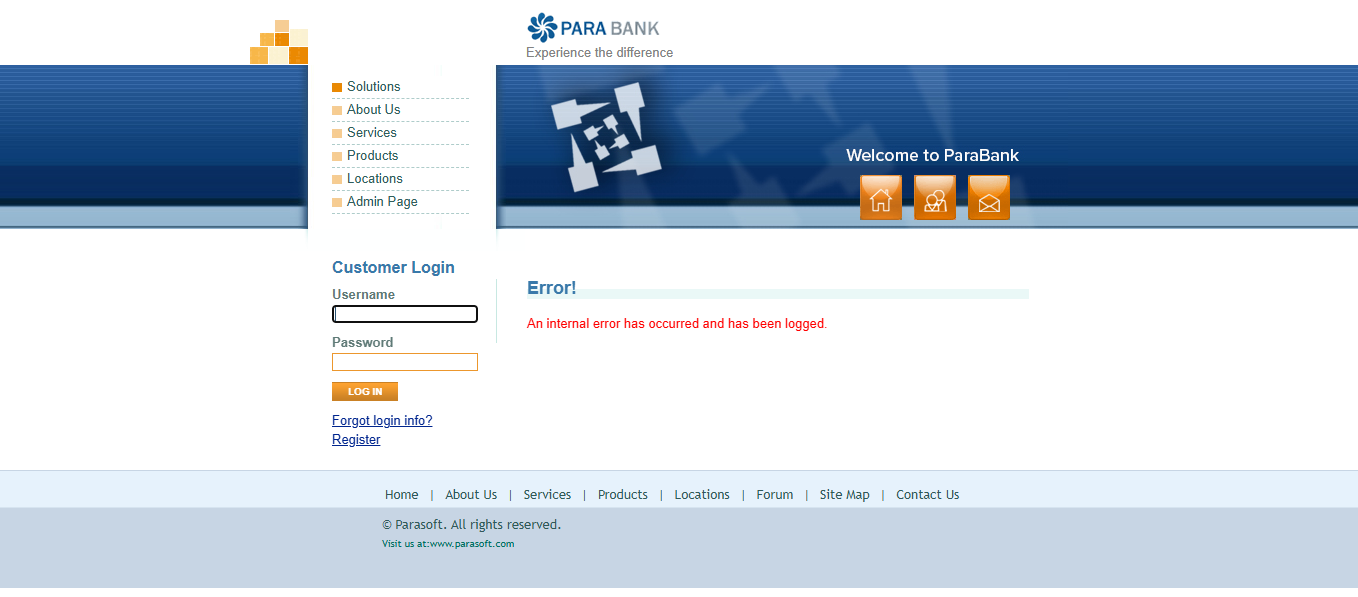 PARA BANK
Experience the difference
Solutions
About Us
Services
Products
Locations
Admin Page
Welcome to ParaBank
Customer Login
Username
Password
LOG IN
Forgot login info?
Register
Error!
An internal error has occurred and has been logged.
Home | About Us | Services | Products | Locations | Forum | Site Map | Contact Us
© Parasoft. All rights reserved.
Visit us at:www.parasoft.com